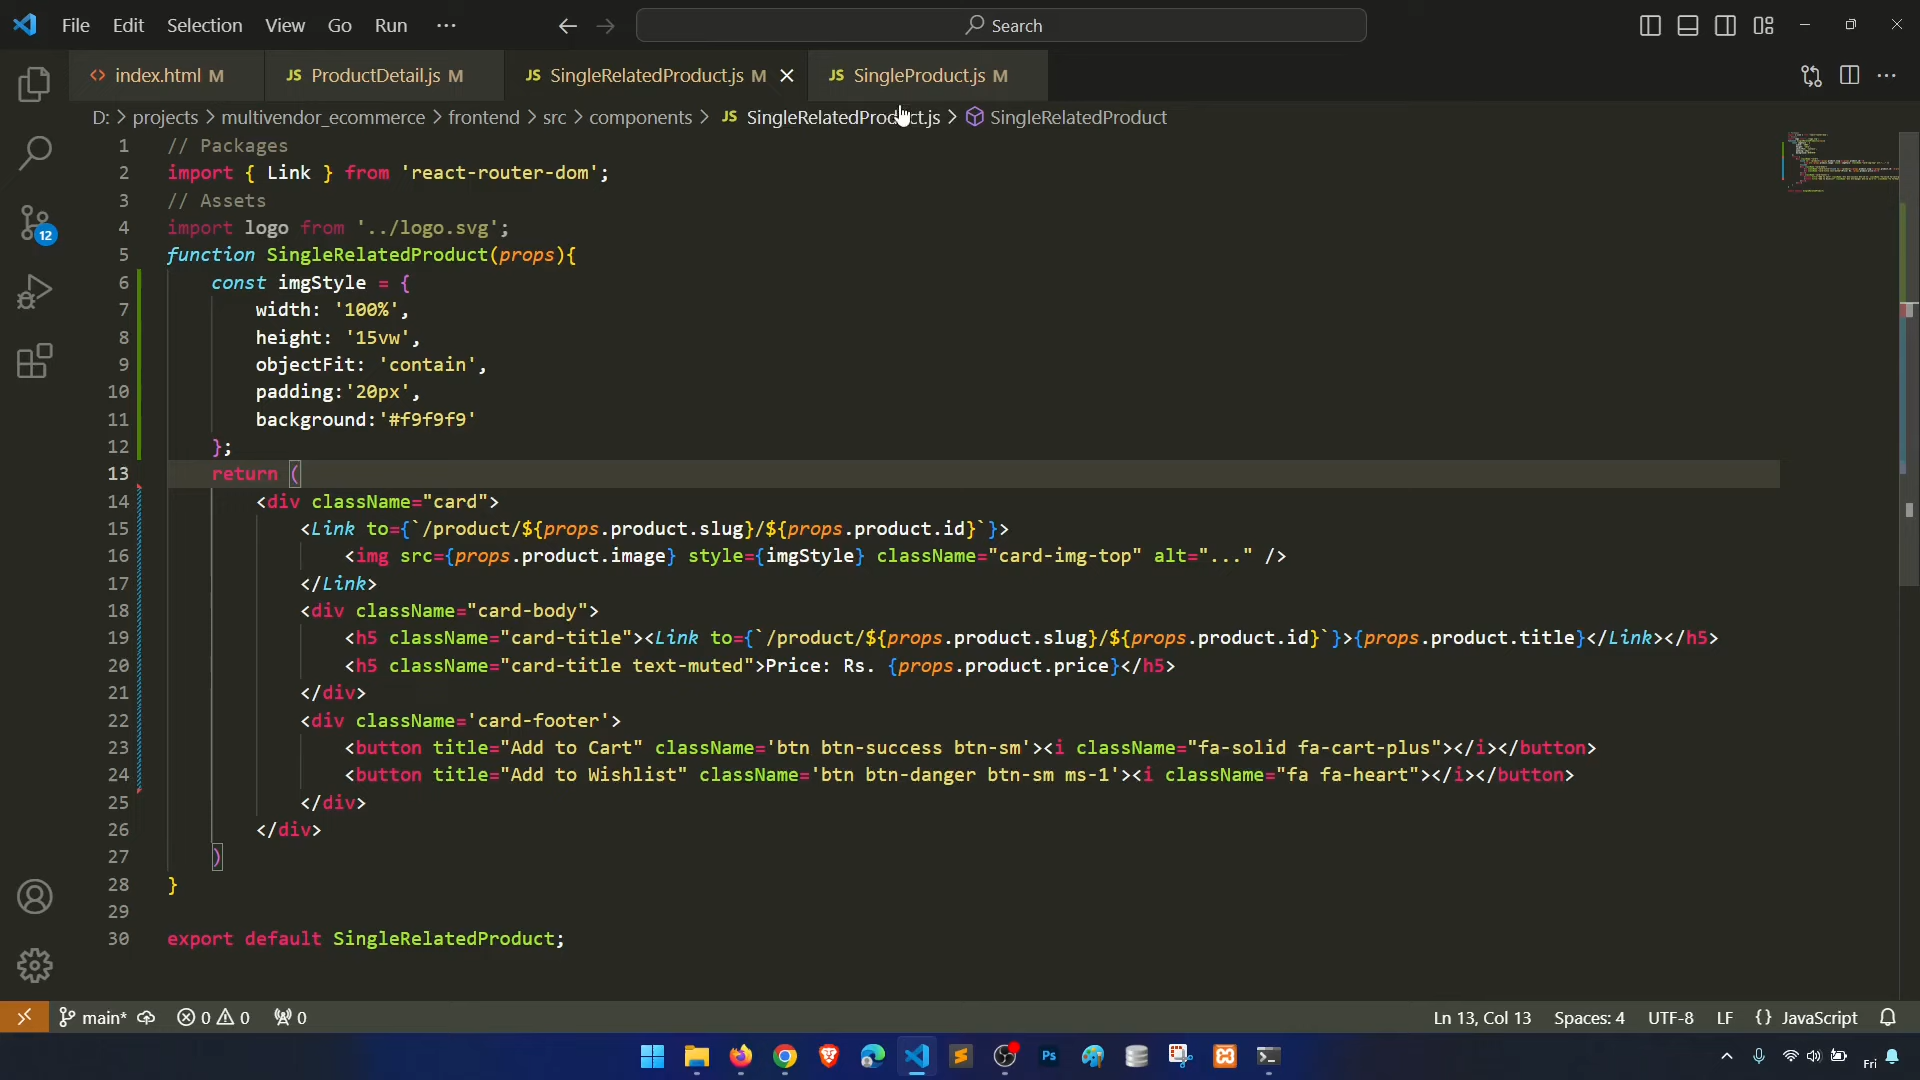 File Edit Selection View Go Run ··· Search
index.html M JS ProductDetail.js M JS SingleRelatedProduct.js M JS SingleProduct.js M
D: > projects > multivendor_ecommerce > frontend > src > components > JS SingleRelatedProduct.js > SingleRelatedProduct
1 // Packages
2 import { Link } from 'react-router-dom';
3 // Assets
4 import logo from '../logo.svg';
5 function SingleRelatedProduct(props){
6 const imgStyle = {
7 width: '100%',
8 height: '15vw',
9 objectFit: 'contain',
10 padding:'20px',
11 background:'#f9f9f9'
12 };
13 return (
14 <div className="card">
15 <Link to={`/product/${props.product.slug}/${props.product.id}`}>
16 <img src={props.product.image} style={imgStyle} className="card-img-top" alt="..." />
17 </Link>
18 <div className="card-body">
19 <h5 className="card-title"><Link to={`/product/${props.product.slug}/${props.product.id}`}>{props.product.title}</Link></h5>
20 <h5 className="card-title text-muted">Price: Rs. {props.product.price}</h5>
21 </div>
22 <div className='card-footer'>
23 <button title="Add to Cart" className='btn btn-success btn-sm'><i className="fa-solid fa-cart-plus"></i></button>
24 <button title="Add to Wishlist" className='btn btn-danger btn-sm ms-1'><i className="fa fa-heart"></i></button>
25 </div>
26 </div>
27 )
28 }
29
30 export default SingleRelatedProduct;
12
main* 0 0 0 Ln 13, Col 13 Spaces: 4 UTF-8 LF {} JavaScript
Ps Fri